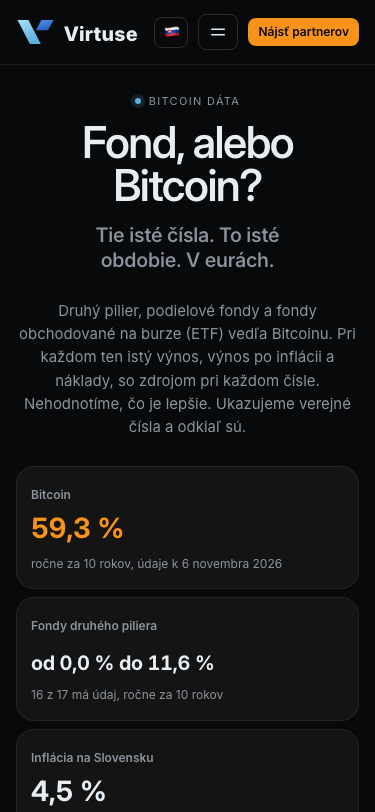 Virtuse
Nájsť partnerov
BITCOIN DÁTA
Fond, alebo
Bitcoin?
Tie isté čísla. To isté
obdobie. V eurách.
Druhý pilier, podielové fondy a fondy
obchodované na burze (ETF) vedľa Bitcoinu. Pri
každom ten istý výnos, výnos po inflácii a
náklady, so zdrojom pri každom čísle.
Nehodnotíme, čo je lepšie. Ukazujeme verejné
čísla a odkiaľ sú.
Bitcoin
59,3 %
ročne za 10 rokov, údaje k 6 novembra 2026
Fondy druhého piliera
od 0,0 % do 11,6 %
16 z 17 má údaj, ročne za 10 rokov
Inflácia na Slovensku
4,5 %